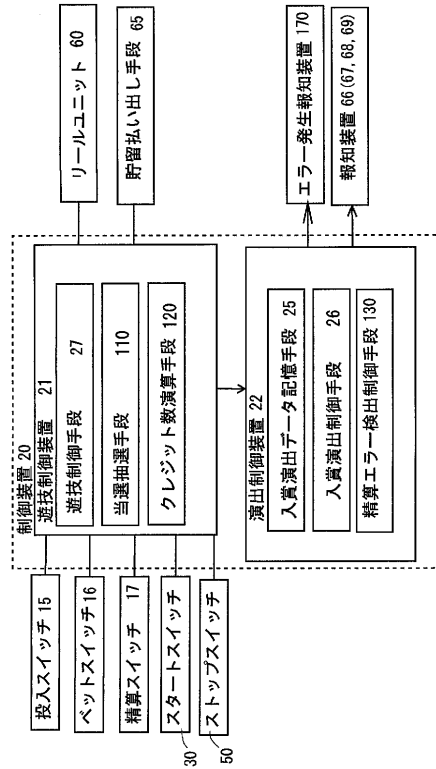 制御装置 20
遊技制御装置 21
遊技制御手段 27
当選抽選手段 110
クレジット数演算手段 120
投入スイッチ 15
ベットスイッチ 16
精算スイッチ 17
スタートスイッチ
30
ストップスイッチ
50
リールユニット 60
貯留払い出し手段 65
演出制御装置 22
入賞演出データ記憶手段 25
入賞演出制御手段 26
精算エラー検出制御手段 130
エラー発生報知装置 170
報知装置 66 (67, 68, 69)